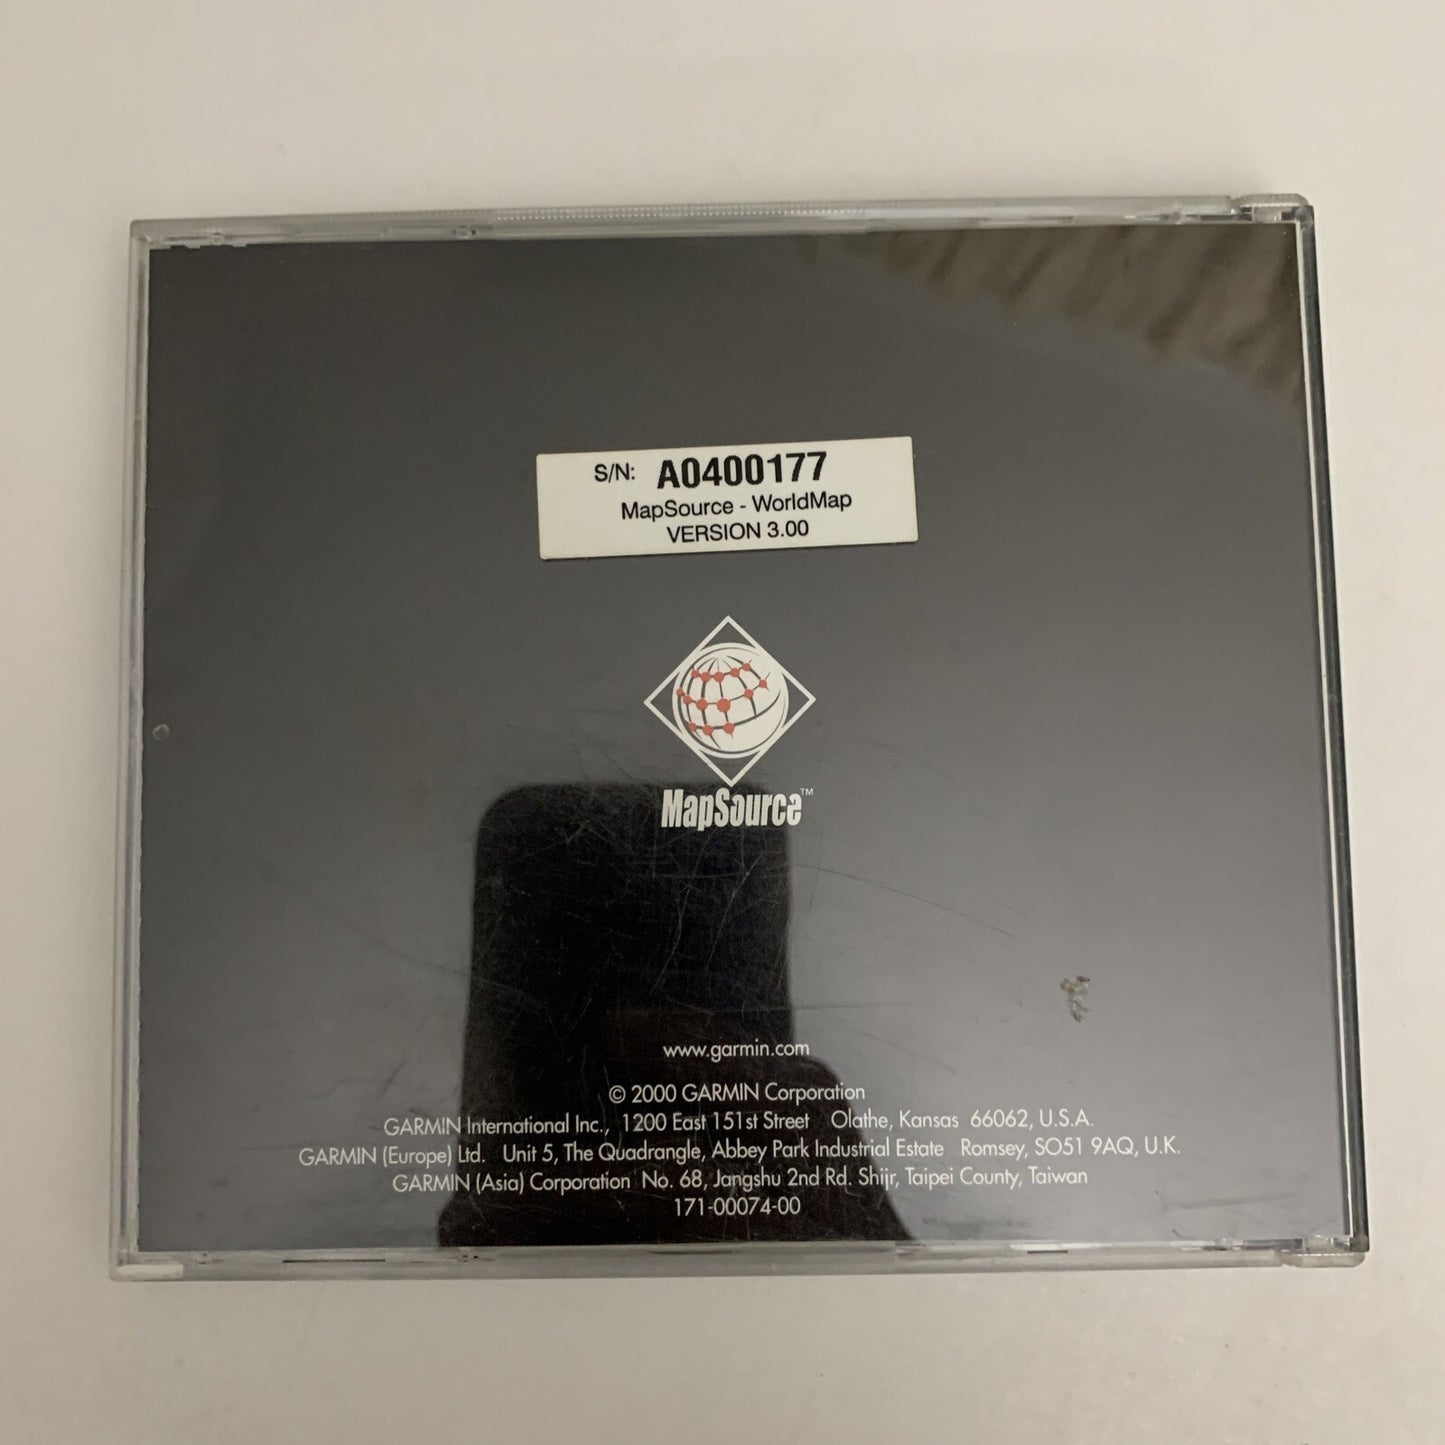 S/N: A0400177
MapSource - WorldMap
VERSION 3.00
MapSource™
www.garmin.com
© 2000 GARMIN Corporation
GARMIN International Inc., 1200 East 151st Street Olathe, Kansas 66062, U.S.A.
GARMIN (Europe) Ltd. Unit 5, The Quadrangle, Abbey Park Industrial Estate Romsey, SO51 9AQ, U.K.
GARMIN (Asia) Corporation No. 68, Jangshu 2nd Rd. Shijr, Taipei County, Taiwan
171-00074-00